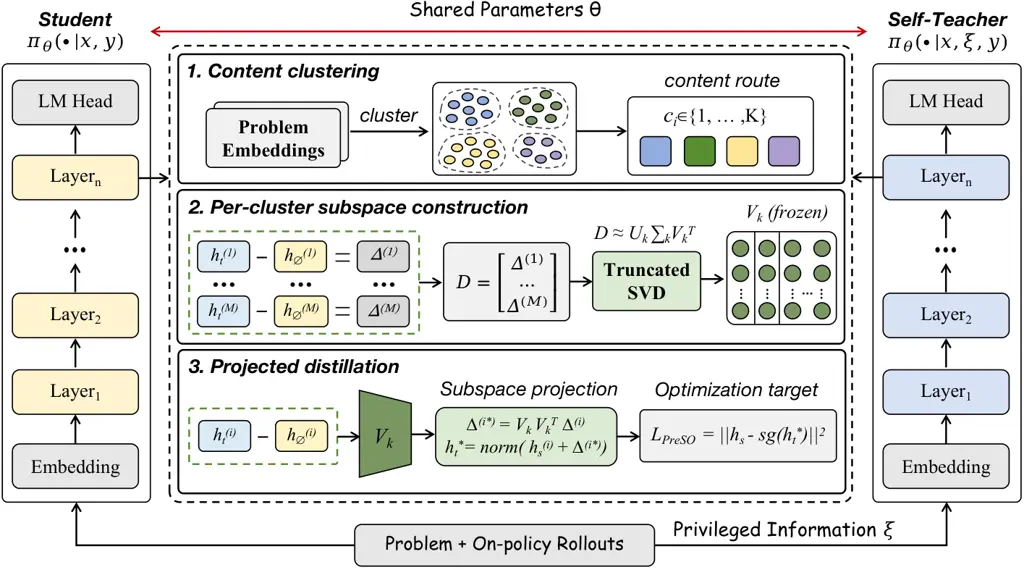 Shared Parameters θ
Student
π_θ(• |x, y)
LM Head
Layer_n
...
Layer_2
Layer_1
Embedding
1. Content clustering
Problem
Embeddings
cluster
content route
c_i∈{1, … ,K}
2. Per-cluster subspace construction
h_t^(1) − h_∅^(1) = Δ^(1)
... ... ...
h_t^(M) − h_∅^(M) = Δ^(M)
D = [Δ^(1)
...
Δ^(M)]
D ≈ U_k ∑_k V_k^T
Truncated
SVD
V_k (frozen)
3. Projected distillation
h_t^(i) − h_∅^(i)
V_k
Subspace projection
Δ^(i*) = V_k V_k^T Δ^(i)
h_t^* = norm( h_s^(i) + Δ^(i*))
Optimization target
L_PreSO = ||h_s - sg(h_t^*)||²
Self-Teacher
π_θ(• |x, ξ, y)
LM Head
Layer_n
...
Layer_2
Layer_1
Embedding
Problem + On-policy Rollouts
Privileged Information ξ